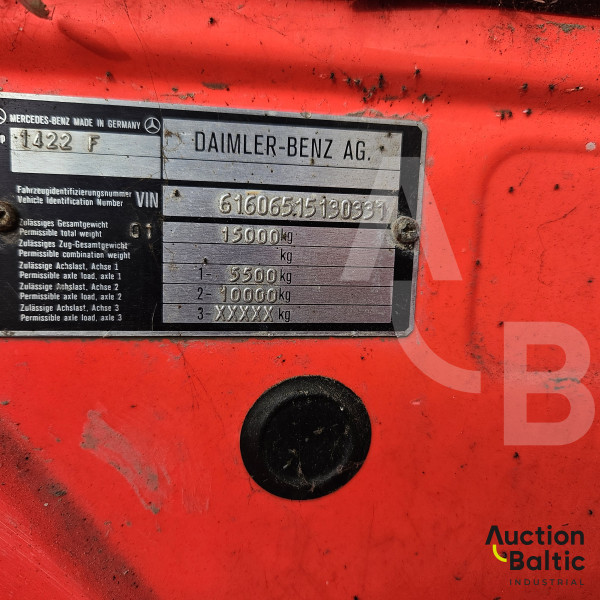 MERCEDES-BENZ MADE IN GERMANY
1422 F
DAIMLER-BENZ AG.
Fahrzeugidentifizierungsnummer
Vehicle Identification Number
VIN
61606515190391
Zulässiges Gesamtgewicht
Permissible total weight
01
15000kg
Zulässiges Zug-Gesamtgewicht
Permissible combination weight
kg
Zulässige Achslast, Achse 1
Permissible axle load, axle 1
1- 5500kg
Zulässige Achslast, Achse 2
Permissible axle load, axle 2
2- 10000kg
Zulässige Achslast, Achse 3
Permissible axle load, axle 3
3- XXXXXkg
A
B
Auction
Baltic
INDUSTRIAL